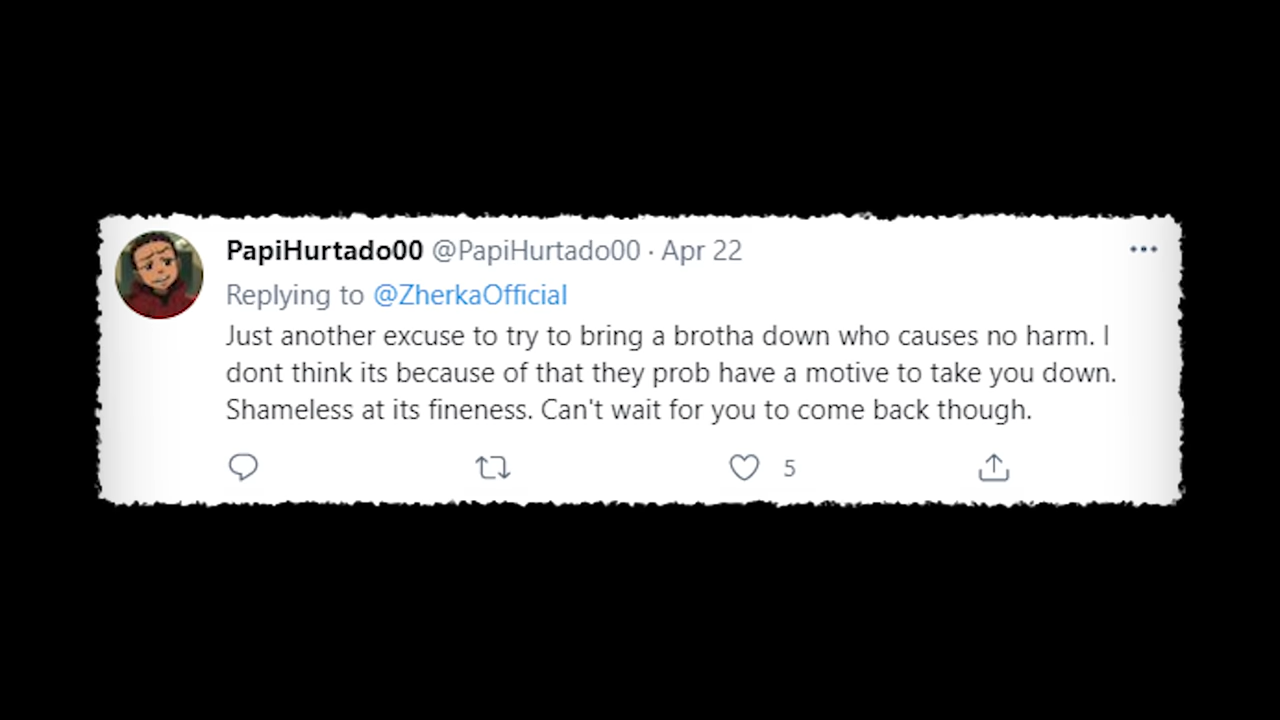 PapiHurtado00 @PapiHurtado00 · Apr 22
Replying to @ZherkaOfficial
Just another excuse to try to bring a brotha down who causes no harm. I
dont think its because of that they prob have a motive to take you down.
Shameless at its fineness. Can't wait for you to come back though.
5